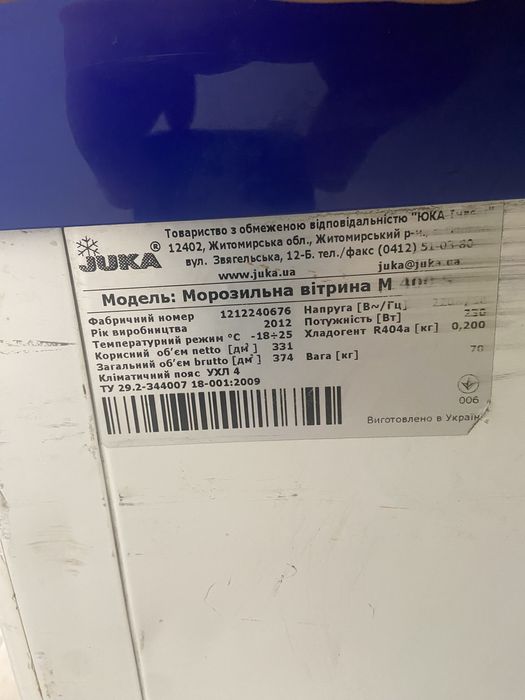 JUKA®
Товариство з обмеженою відповідальністю "ЮКА-
12402, Житомирська обл., Житомирський р-н.,
вул. Звягельська, 12-Б. тел./факс (0412) 51-03-60
www.juka.ua juka@juka.ua
Модель: Морозильна вітрина М 400 S
Фабричний номер 1212240676
Рік виробництва 2012
Температурний режим °C -18÷25
Корисний об'єм netto [дм³] 331
Загальний об'єм brutto [дм³] 374
Кліматичний пояс УХЛ 4
ТУ 29.2-344007 18-001:2009
Напруга [В~/Гц]
Потужність [Вт] 230
Хладогент R404a [кг] 0,200
Вага [кг] 70
006
Виготовлено в Україн